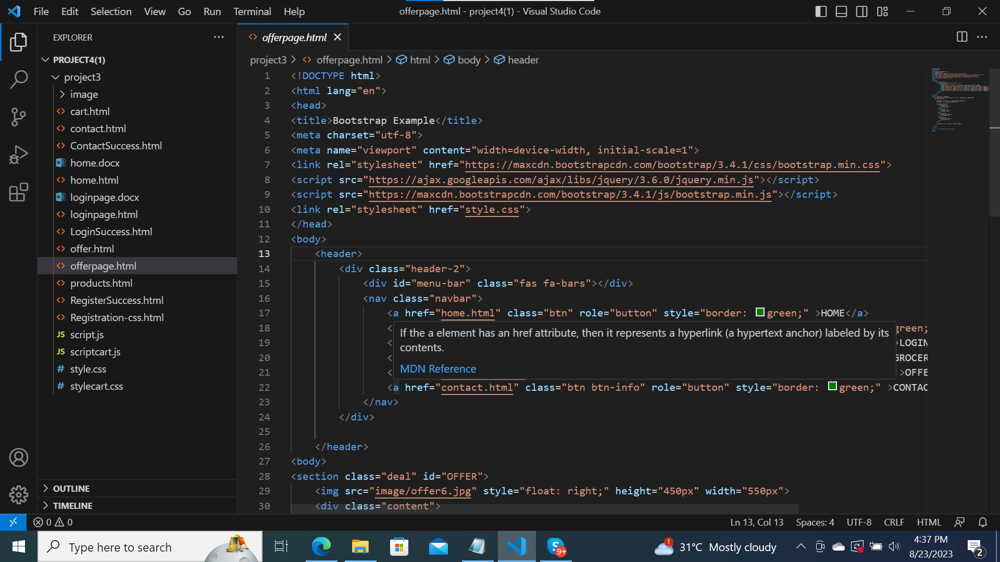 File Edit Selection View Go Run Terminal Help
offerpage.html - project4(1) - Visual Studio Code
EXPLORER
PROJECT4(1)
project3
image
cart.html
contact.html
ContactSuccess.html
home.docx
home.html
loginpage.docx
loginpage.html
LoginSuccess.html
offer.html
offerpage.html
products.html
RegisterSuccess.html
Registration-css.html
JS script.js
JS scriptcart.js
# style.css
# stylecart.css
OUTLINE
TIMELINE
offerpage.html
project3 > offerpage.html > html > body > header
1 <!DOCTYPE html>
2 <html lang="en">
3 <head>
4 <title>Bootstrap Example</title>
5 <meta charset="utf-8">
6 <meta name="viewport" content="width=device-width, initial-scale=1">
7 <link rel="stylesheet" href="https://maxcdn.bootstrapcdn.com/bootstrap/3.4.1/css/bootstrap.min.css">
8 <script src="https://ajax.googleapis.com/ajax/libs/jquery/3.6.0/jquery.min.js"></script>
9 <script src="https://maxcdn.bootstrapcdn.com/bootstrap/3.4.1/js/bootstrap.min.js"></script>
10 <link rel="stylesheet" href="style.css">
11 </head>
12 <body>
13 <header>
14 <div class="header-2">
15 <div id="menu-bar" class="fas fa-bars"></div>
16 <nav class="navbar">
17 <a href="home.html" class="btn" role="button" style="border: green;" >HOME</a>
18 < green;
19 < >LOGIN
20 < GROCER
21 < >OFFE
If the a element has an href attribute, then it represents a hyperlink (a hypertext anchor) labeled by its
contents.
MDN Reference
22 <a href="contact.html" class="btn btn-info" role="button" style="border: green;" >CONTAC
23 </nav>
24 </div>
25
26 </header>
27 <body>
28 <section class="deal" id="OFFER">
29 <img src="image/offer6.jpg" style="float: right;" height="450px" width="550px">
30 <div class="content">
0 0
Ln 13, Col 13 Spaces: 4 UTF-8 CRLF HTML
Type here to search
9+
1
31°C Mostly cloudy
4:37 PM
8/23/2023
2